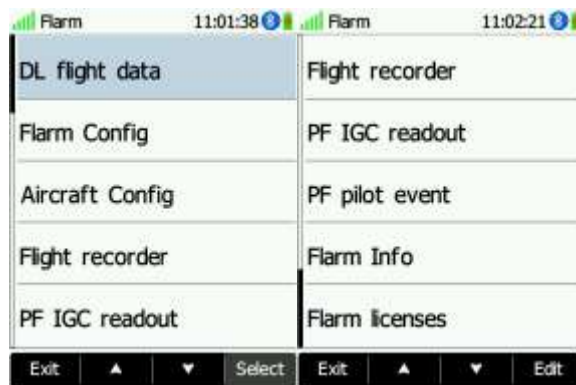 Flarm 11:01:38
DL flight data
Flarm Config
Aircraft Config
Flight recorder
PF IGC readout
Exit Select
Flarm 11:02:21
Flight recorder
PF IGC readout
PF pilot event
Flarm Info
Flarm licenses
Exit Edit